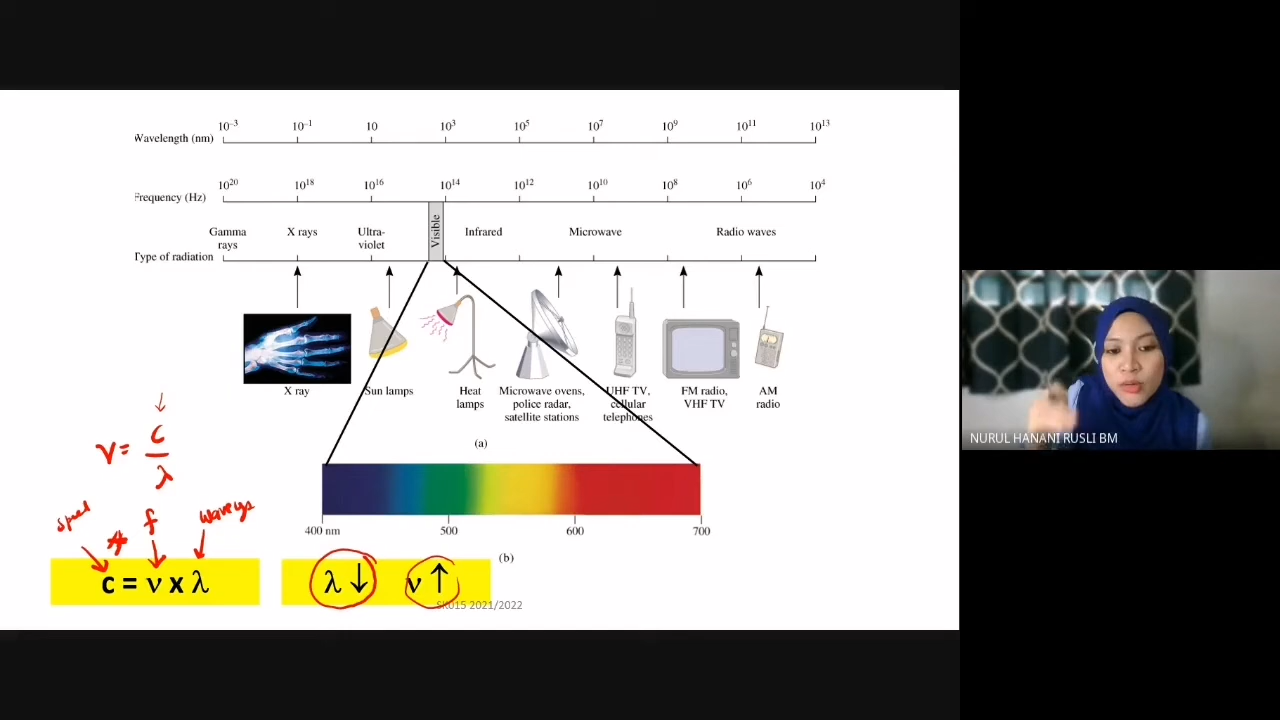 10⁻³ 10⁻¹ 10 10³ 10⁵ 10⁷ 10⁹ 10¹¹ 10¹³
Wavelength (nm)
10²⁰ 10¹⁸ 10¹⁶ 10¹⁴ 10¹² 10¹⁰ 10⁸ 10⁶ 10⁴
Frequency (Hz)
Gamma rays X rays Ultra-violet Visible Infrared Microwave Radio waves
Type of radiation
X ray
Sun lamps
Heat lamps
Microwave ovens, police radar, satellite stations
UHF TV, cellular telephones
FM radio, VHF TV
AM radio
(a)
ν = c/λ
f
400 nm 500 600 700
(b)
c = ν x λ
λ ↓ ν ↑
SK015 2021/2022
NURUL HANANI RUSLI BM